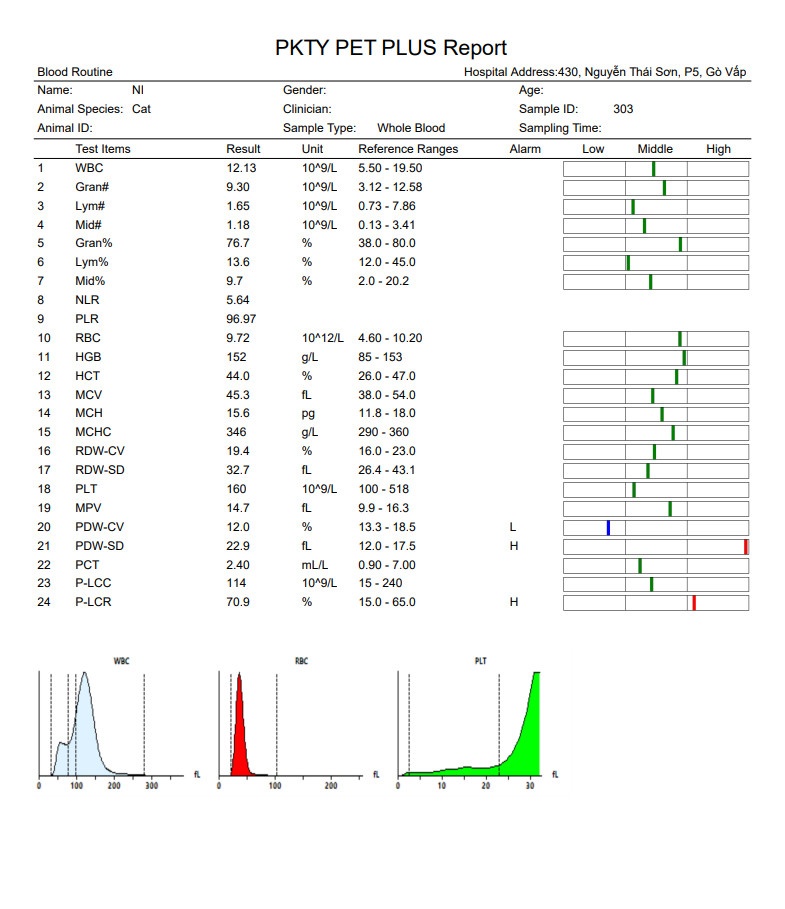 PKTY PET PLUS Report
Blood Routine Hospital Address:430, Nguyễn Thái Sơn, P5, Gò Vấp
Name: NI Gender: Age:
Animal Species: Cat Clinician: Sample ID: 303
Animal ID: Sample Type: Whole Blood Sampling Time:
Test Items Result Unit Reference Ranges Alarm Low Middle High
1 WBC 12.13 10^9/L 5.50 - 19.50
2 Gran# 9.30 10^9/L 3.12 - 12.58
3 Lym# 1.65 10^9/L 0.73 - 7.86
4 Mid# 1.18 10^9/L 0.13 - 3.41
5 Gran% 76.7 % 38.0 - 80.0
6 Lym% 13.6 % 12.0 - 45.0
7 Mid% 9.7 % 2.0 - 20.2
8 NLR 5.64
9 PLR 96.97
10 RBC 9.72 10^12/L 4.60 - 10.20
11 HGB 152 g/L 85 - 153
12 HCT 44.0 % 26.0 - 47.0
13 MCV 45.3 fL 38.0 - 54.0
14 MCH 15.6 pg 11.8 - 18.0
15 MCHC 346 g/L 290 - 360
16 RDW-CV 19.4 % 16.0 - 23.0
17 RDW-SD 32.7 fL 26.4 - 43.1
18 PLT 160 10^9/L 100 - 518
19 MPV 14.7 fL 9.9 - 16.3
20 PDW-CV 12.0 % 13.3 - 18.5 L
21 PDW-SD 22.9 fL 12.0 - 17.5 H
22 PCT 2.40 mL/L 0.90 - 7.00
23 P-LCC 114 10^9/L 15 - 240
24 P-LCR 70.9 % 15.0 - 65.0 H
WBC RBC PLT
fL fL fL
0 100 200 300 0 100 200 0 10 20 30